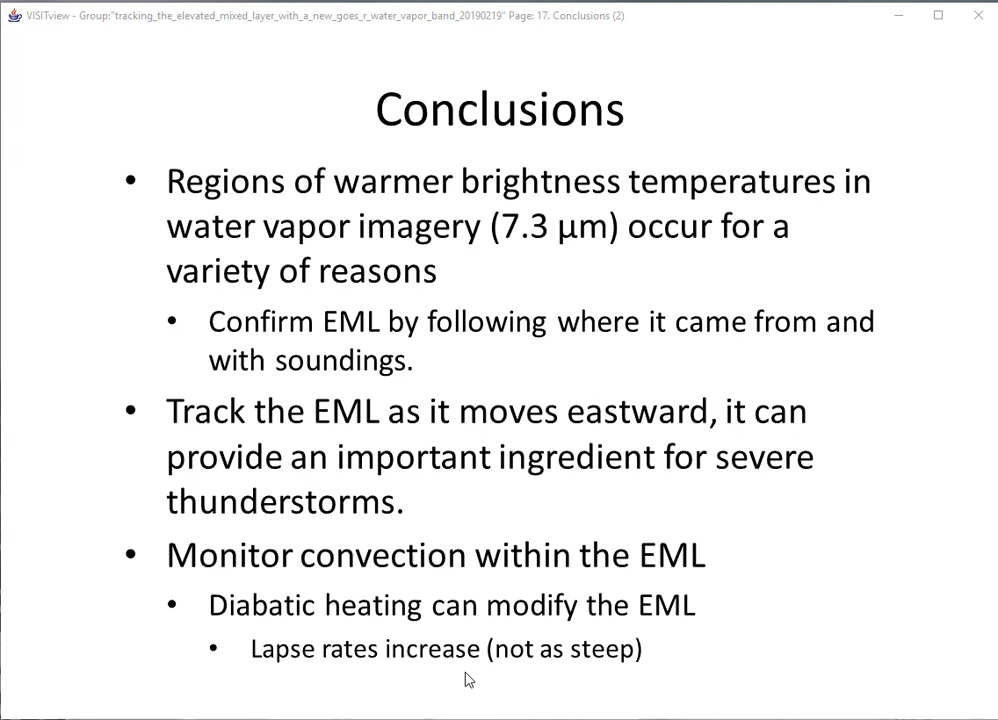 VISITview - Group:"tracking_the_elevated_mixed_layer_with_a_new_goes_r_water_vapor_band_20190219" Page: 17. Conclusions (2)
Conclusions
• Regions of warmer brightness temperatures in
water vapor imagery (7.3 µm) occur for a
variety of reasons
• Confirm EML by following where it came from and
with soundings.
• Track the EML as it moves eastward, it can
provide an important ingredient for severe
thunderstorms.
• Monitor convection within the EML
• Diabatic heating can modify the EML
• Lapse rates increase (not as steep)